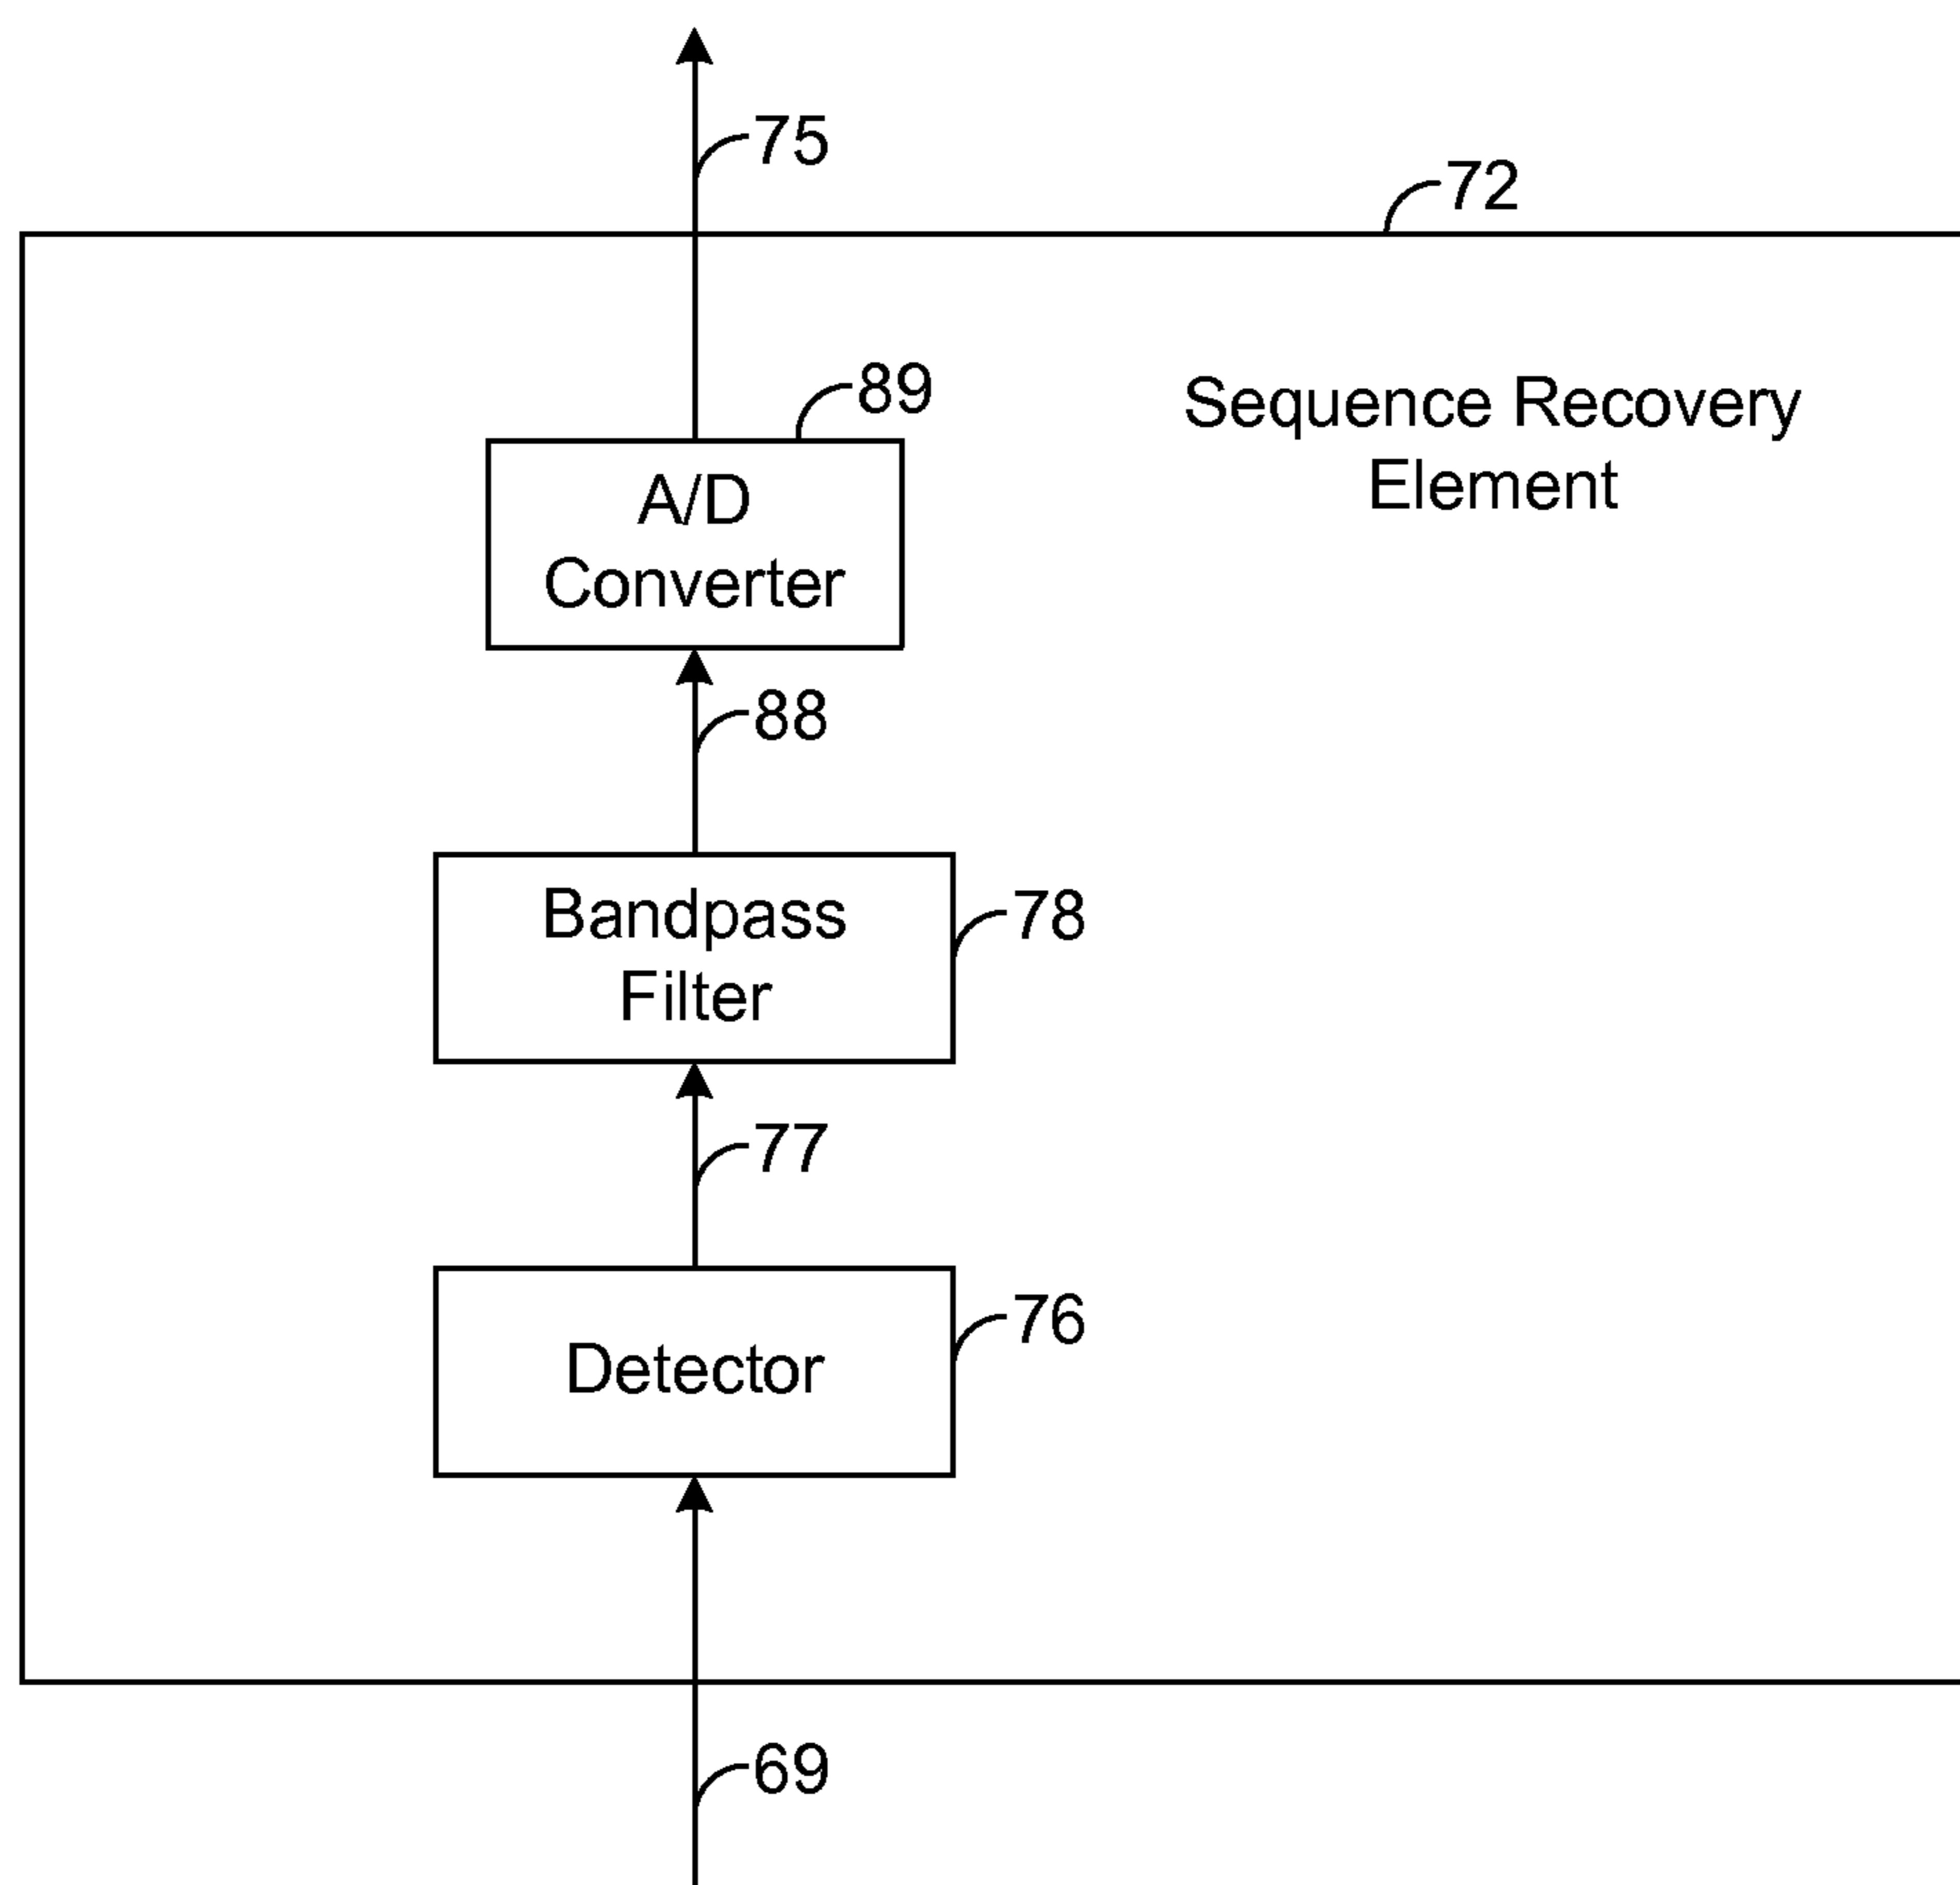 75
72
89
Sequence Recovery
Element
A/D
Converter
88
Bandpass
Filter
78
77
76
Detector
69